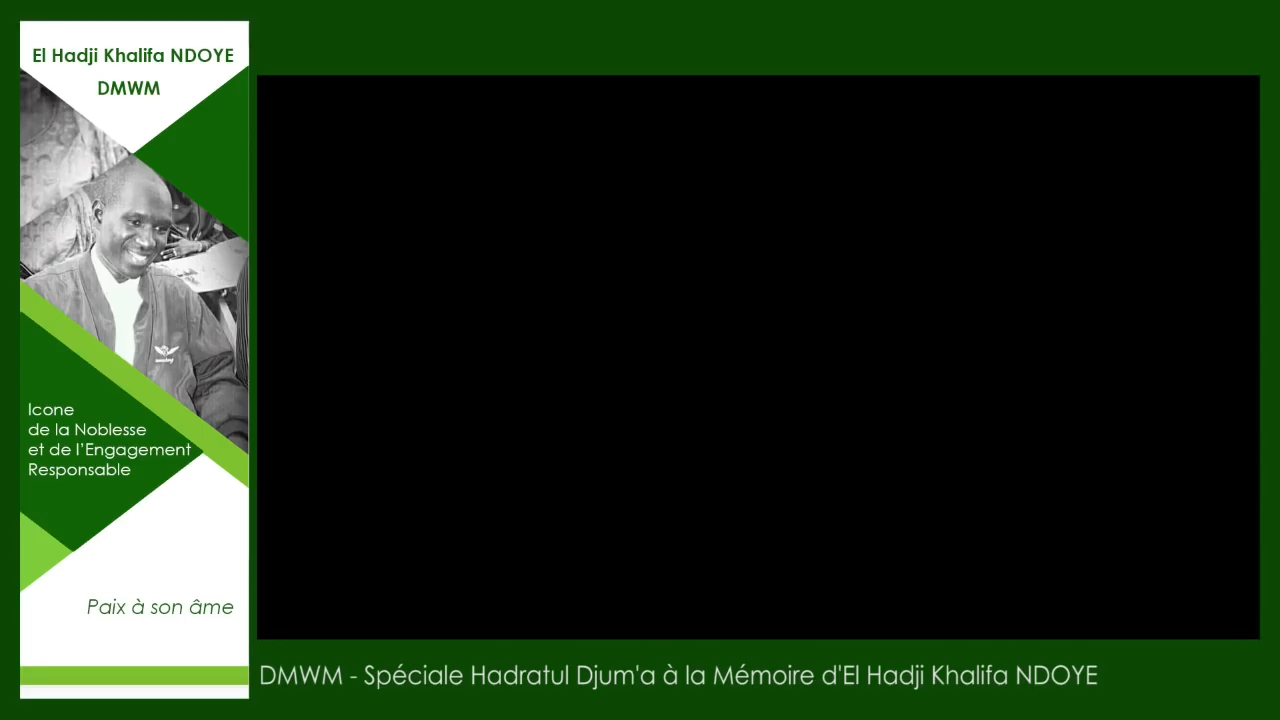 El Hadji Khalifa NDOYE
DMWM
Icone
de la Noblesse
et de l'Engagement
Responsable
Paix à son âme
DMWM - Spéciale Hadratul Djum'a à la Mémoire d'El Hadji Khalifa NDOYE